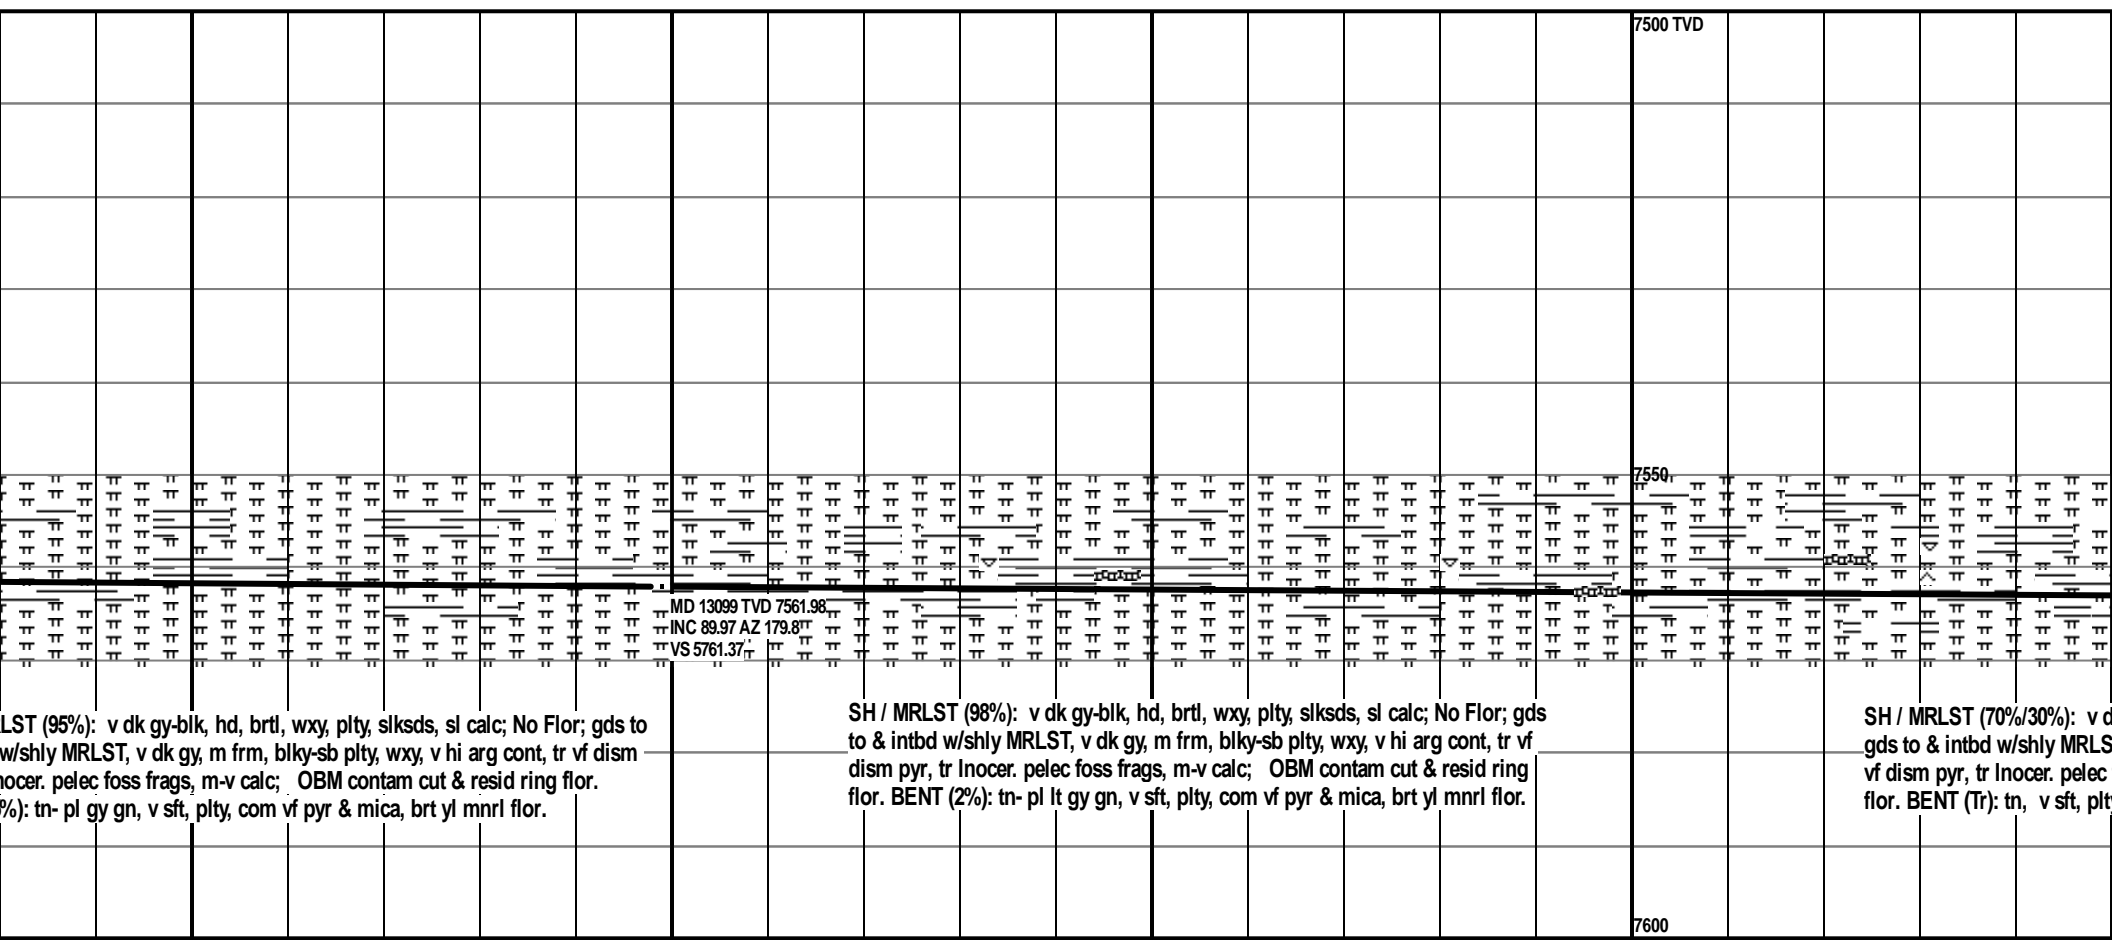 7500 TVD
7550
MD 13099 TVD 7561.98
INC 89.97 AZ 179.8
VS 5761.37
LST (95%): v dk gy-blk, hd, brtl, wxy, plty, slksds, sl calc; No Flor; gds to
w/shly MRLST, v dk gy, m frm, blky-sb plty, wxy, v hi arg cont, tr vf dism
nocer. pelec foss frags, m-v calc; OBM contam cut & resid ring flor.
%): tn- pl gy gn, v sft, plty, com vf pyr & mica, brt yl mnrl flor.
SH / MRLST (98%): v dk gy-blk, hd, brtl, wxy, plty, slksds, sl calc; No Flor; gds
to & intbd w/shly MRLST, v dk gy, m frm, blky-sb plty, wxy, v hi arg cont, tr vf
dism pyr, tr Inocer. pelec foss frags, m-v calc; OBM contam cut & resid ring
flor. BENT (2%): tn- pl lt gy gn, v sft, plty, com vf pyr & mica, brt yl mnrl flor.
SH / MRLST (70%/30%): v d
gds to & intbd w/shly MRLS
vf dism pyr, tr Inocer. pelec
flor. BENT (Tr): tn, v sft, plty
7600